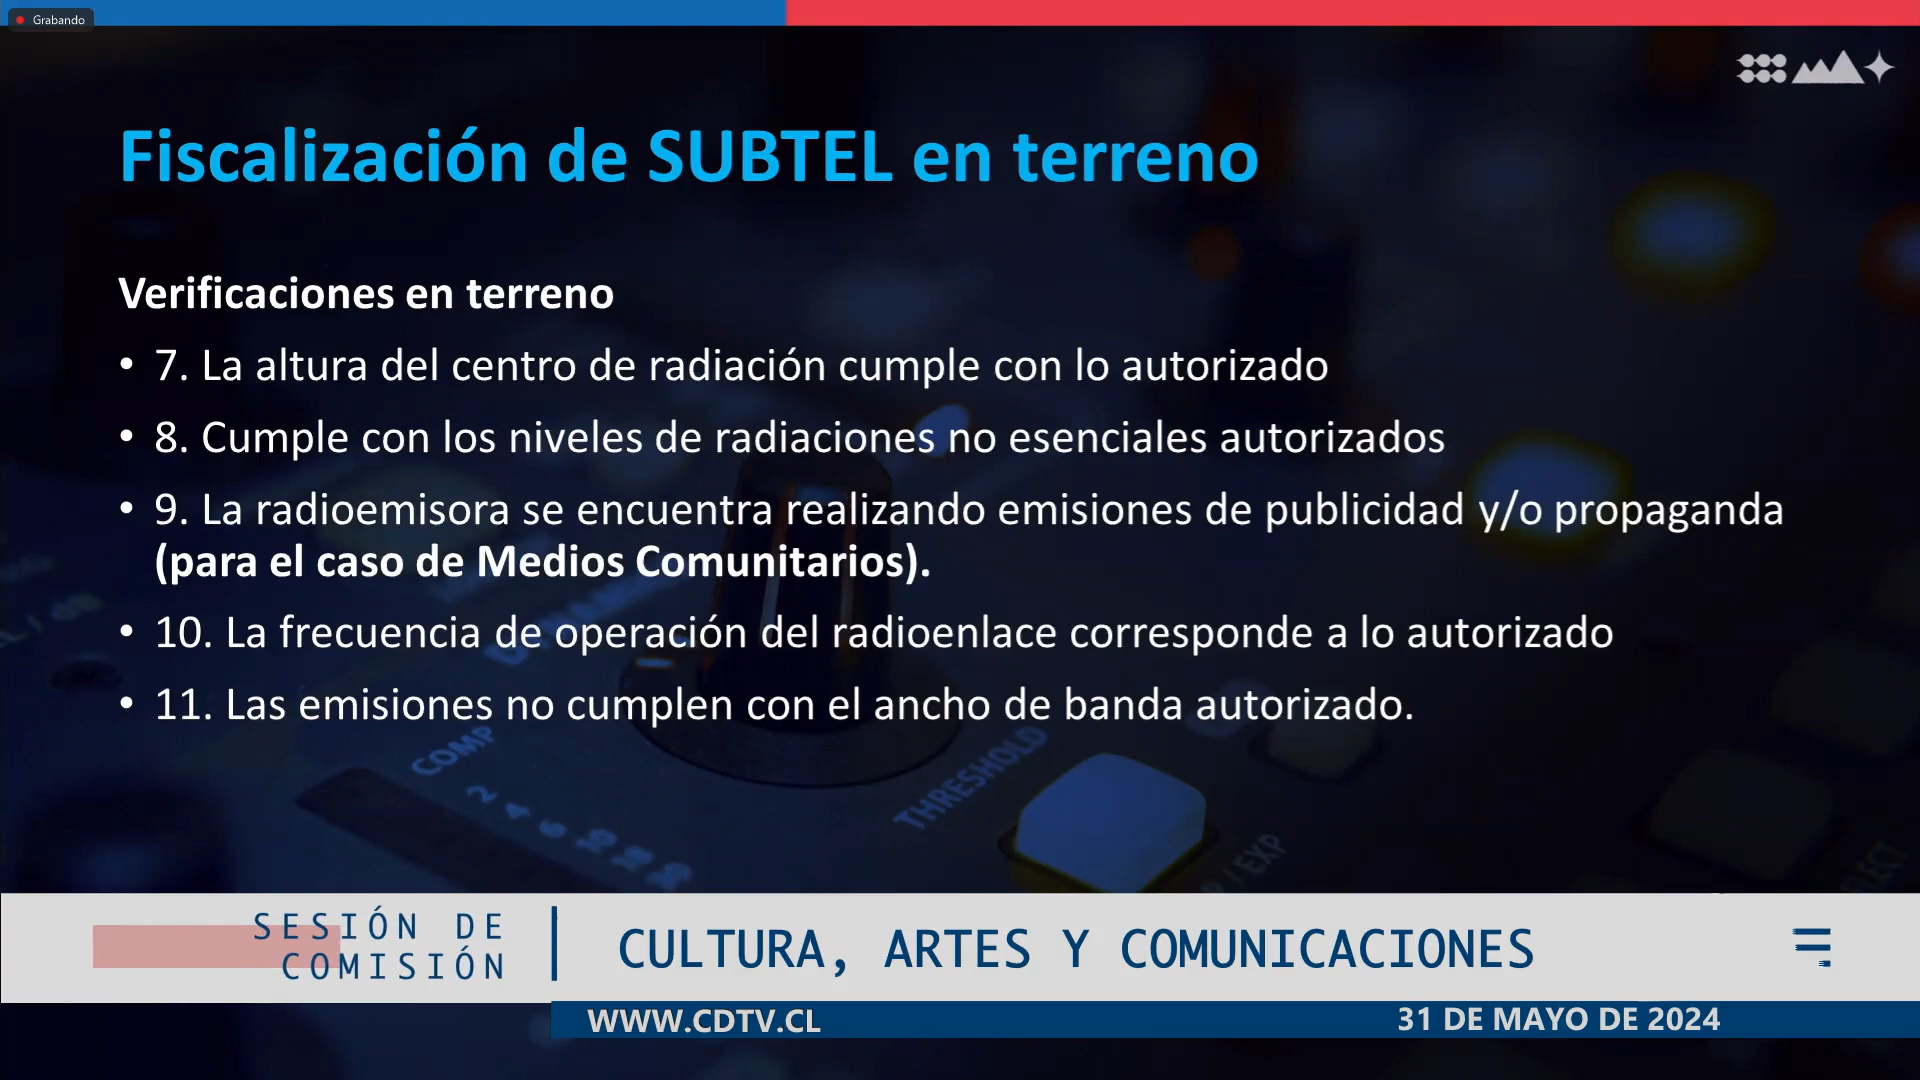 Grabando
Fiscalización de SUBTEL en terreno
Verificaciones en terreno
• 7. La altura del centro de radiación cumple con lo autorizado
• 8. Cumple con los niveles de radiaciones no esenciales autorizados
• 9. La radioemisora se encuentra realizando emisiones de publicidad y/o propaganda
(para el caso de Medios Comunitarios).
• 10. La frecuencia de operación del radioenlace corresponde a lo autorizado
• 11. Las emisiones no cumplen con el ancho de banda autorizado.
COMP
THRESHOLD
2
4
6
/ EXP
SESIÓN DE
COMISIÓN
CULTURA, ARTES Y COMUNICACIONES
WWW.CDTV.CL
31 DE MAYO DE 2024